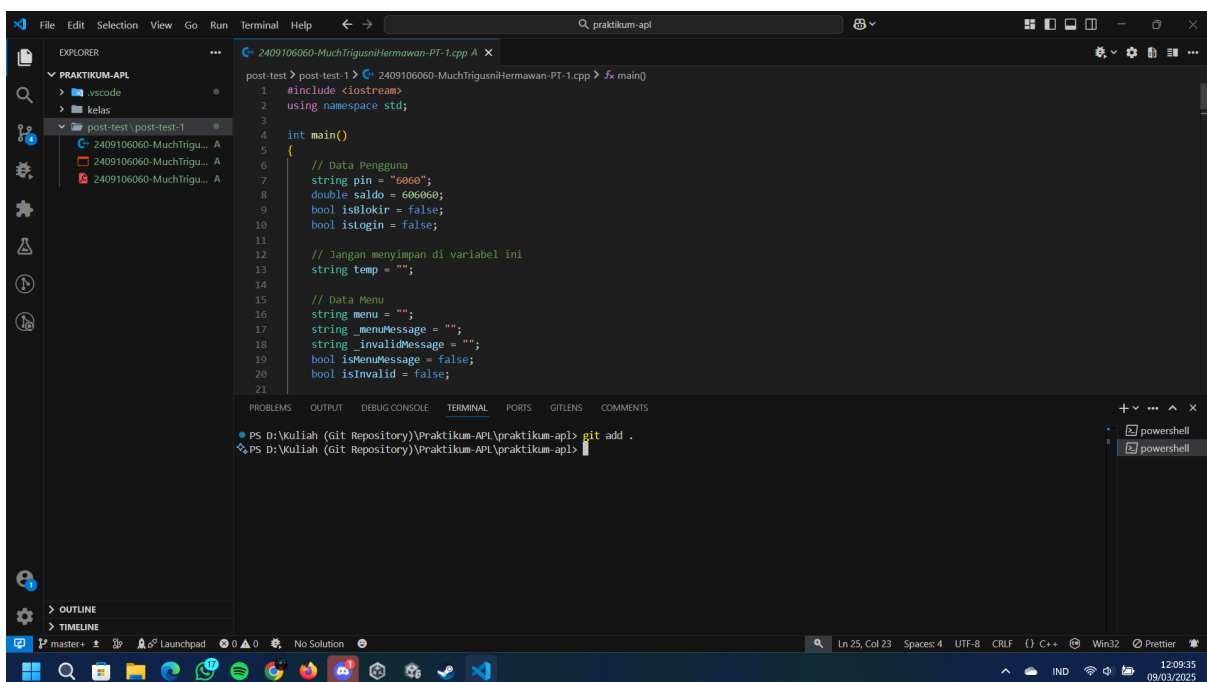 File Edit Selection View Go Run Terminal Help
praktikum-apl
EXPLORER
PRAKTIKUM-APL
.vscode
kelas
post-test \ post-test-1
2409106060-MuchTrigu... A
2409106060-MuchTrigu... A
2409106060-MuchTrigu... A
OUTLINE
TIMELINE
2409106060-MuchTrigusniHermawan-PT-1.cpp A
post-test > post-test-1 > 2409106060-MuchTrigusniHermawan-PT-1.cpp > main()
1 #include <iostream>
2 using namespace std;
3
4 int main()
5 {
6 // Data Pengguna
7 string pin = "6060";
8 double saldo = 606060;
9 bool isBlokir = false;
10 bool isLogin = false;
11
12 // Jangan menyimpan di variabel ini
13 string temp = "";
14
15 // Data Menu
16 string menu = "";
17 string _menuMessage = "";
18 string _invalidMessage = "";
19 bool isMenuMessage = false;
20 bool isInvalid = false;
21
PROBLEMS OUTPUT DEBUG CONSOLE TERMINAL PORTS GITLENS COMMENTS
PS D:\Kuliah (Git Repository)\Praktikum-APL\praktikum-apl> git add .
PS D:\Kuliah (Git Repository)\Praktikum-APL\praktikum-apl>
powershell
powershell
master+ Launchpad 0 0 No Solution Ln 25, Col 23 Spaces: 4 UTF-8 CRLF {} C++ Win32 Prettier
IND
12:09:35
09/03/2025